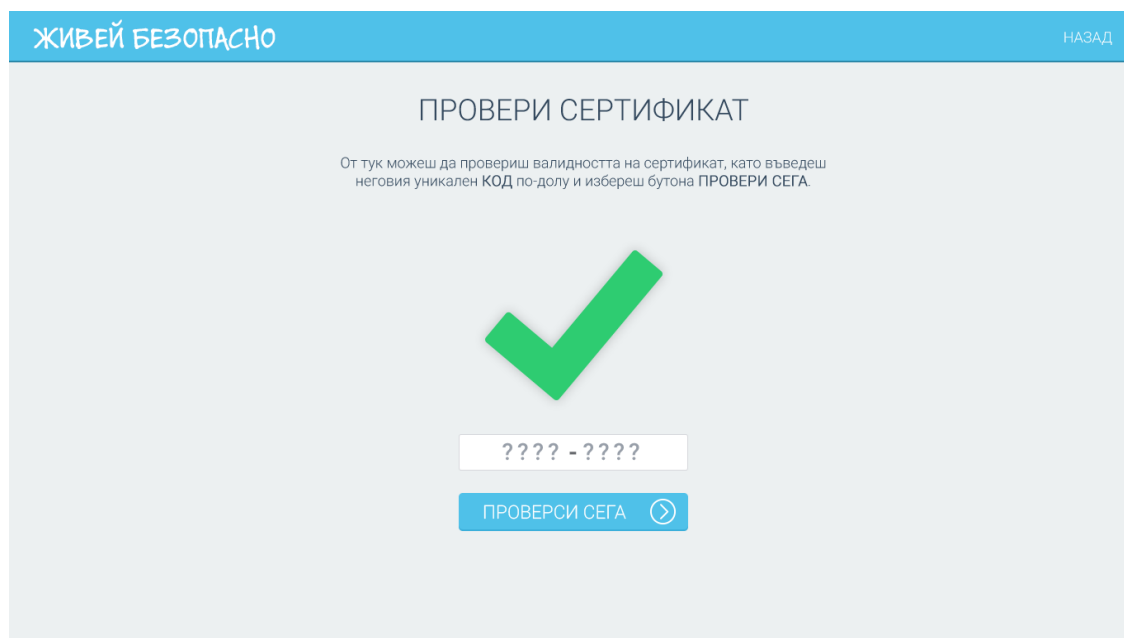 ЖИВЕЙ БЕЗОПАСНО
НАЗАД
ПРОВЕРИ СЕРТИФИКАТ
От тук можеш да провериш валидността на сертификат, като въведеш
неговия уникален КОД по-долу и избереш бутона ПРОВЕРИ СЕГА.
???? - ????
ПРОВЕРСИ СЕГА